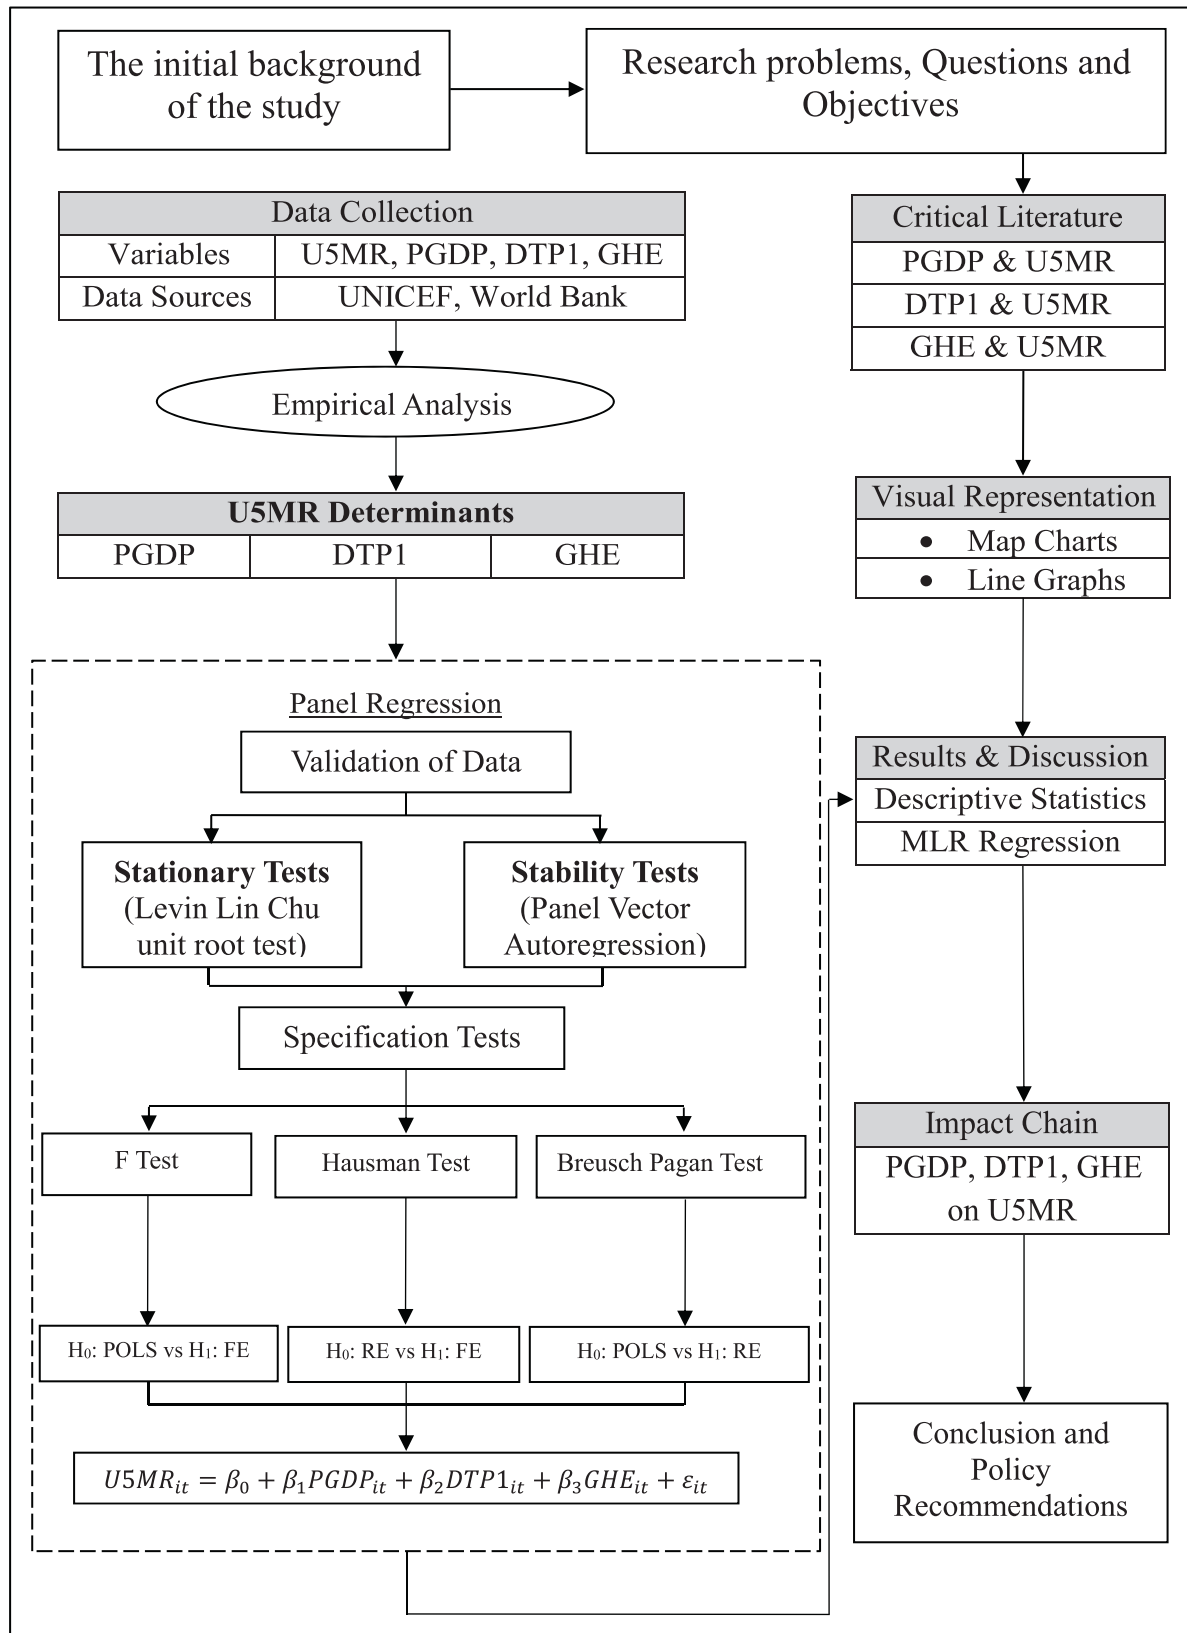 The initial background
of the study
Research problems, Questions and
Objectives
Data Collection
Variables
U5MR, PGDP, DTP1, GHE
Data Sources
UNICEF, World Bank
Empirical Analysis
U5MR Determinants
PGDP
DTP1
GHE
Panel Regression
Validation of Data
Stationary Tests
(Levin Lin Chu
unit root test)
Stability Tests
(Panel Vector
Autoregression)
Specification Tests
F Test
Hausman Test
Breusch Pagan Test
H₀: POLS vs H₁: FE
H₀: RE vs H₁: FE
H₀: POLS vs H₁: RE
U5MRᵢₜ = β₀ + β₁PGDPᵢₜ + β₂DTP1ᵢₜ + β₃GHEᵢₜ + εᵢₜ
Critical Literature
PGDP & U5MR
DTP1 & U5MR
GHE & U5MR
Visual Representation
• Map Charts
• Line Graphs
Results & Discussion
Descriptive Statistics
MLR Regression
Impact Chain
PGDP, DTP1, GHE
on U5MR
Conclusion and
Policy
Recommendations